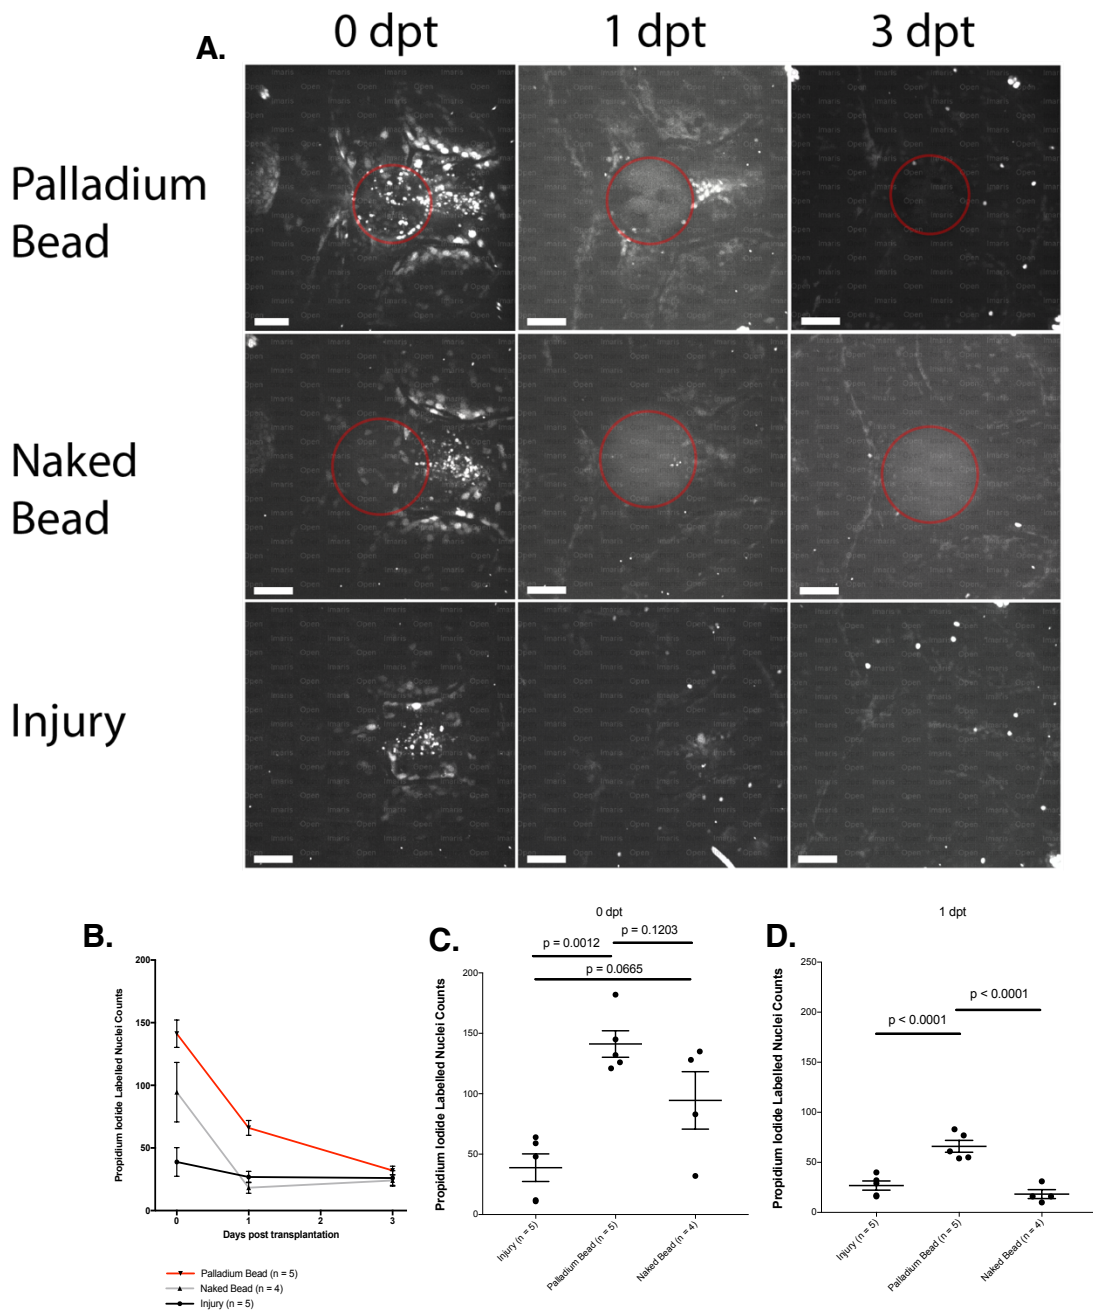 0 dpt 1 dpt 3 dpt
A.
Palladium
Bead
Naked
Bead
Injury
Open Imaris
B.
200
150
100
50
0
Propidium Iodide Labelled Nuclei Counts
0 1 2 3
Days post transplantation
Palladium Bead (n = 5)
Naked Bead (n = 4)
Injury (n = 5)
C.
0 dpt
p = 0.0012
p = 0.1203
p = 0.0665
200
150
100
50
0
Propidium Iodide Labelled Nuclei Counts
Injury (n = 5)
Palladium Bead (n = 5)
Naked Bead (n = 4)
D.
1 dpt
p < 0.0001
p < 0.0001
250
200
150
100
50
0
Propidium Iodide Labelled Nuclei Counts
Injury (n = 5)
Palladium Bead (n = 5)
Naked Bead (n = 4)